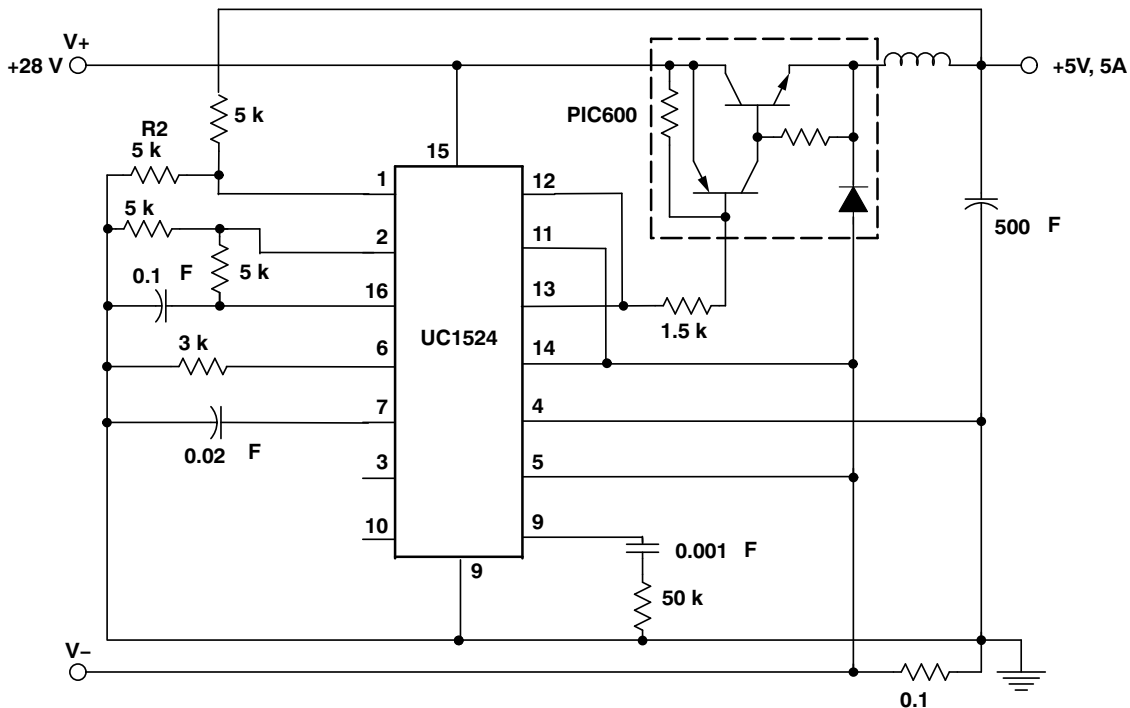 V+
+28 V
+5V, 5A
5 k
PIC600
R2
5 k
15
1
12
5 k
2
11
500 F
0.1 F
5 k
16
13
1.5 k
UC1524
3 k
6
14
7
4
0.02 F
3
5
10
9
0.001 F
9
50 k
V–
0.1